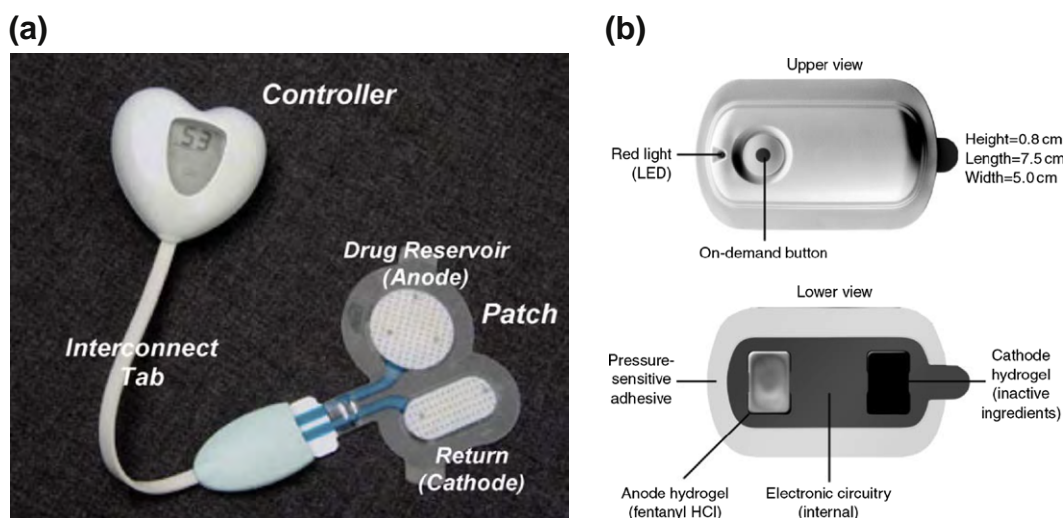 (a)
Controller
.53
Drug Reservoir
(Anode)
Patch
Interconnect
Tab
Return
(Cathode)
(b)
Upper view
Red light
(LED)
Height=0.8 cm
Length=7.5 cm
Width=5.0 cm
On-demand button
Lower view
Pressure-
sensitive
adhesive
Cathode
hydrogel
(inactive
ingredients)
Anode hydrogel
(fentanyl HCl)
Electronic circuitry
(internal)